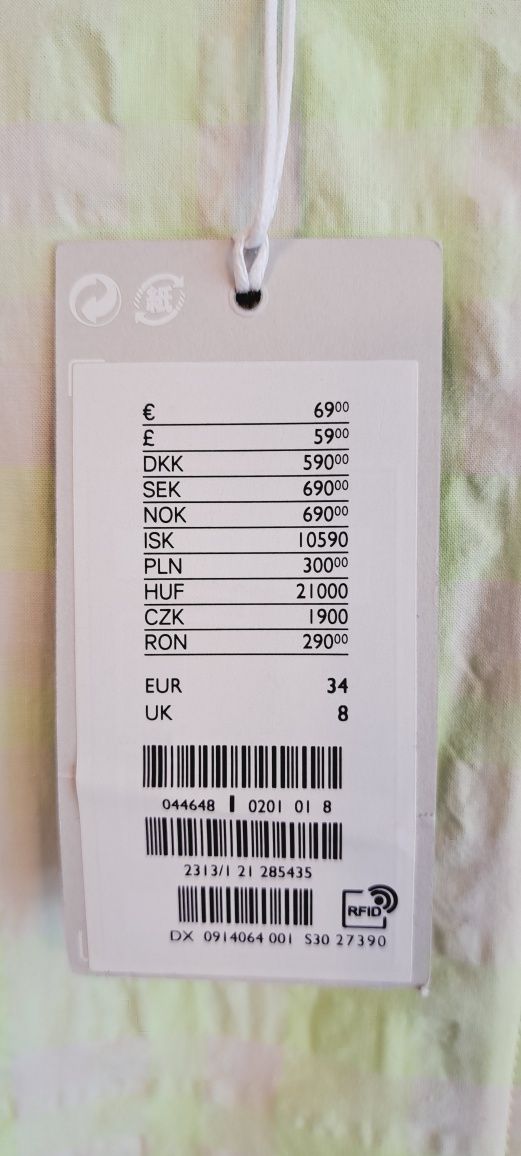 紙
€ 69⁰⁰
£ 59⁰⁰
DKK 590⁰⁰
SEK 690⁰⁰
NOK 690⁰⁰
ISK 10590
PLN 300⁰⁰
HUF 21000
CZK 1900
RON 290⁰⁰
EUR 34
UK 8
044648 0201 01 8
2313/1 21 285435
RFID
DX 0914064 001 S30 27390